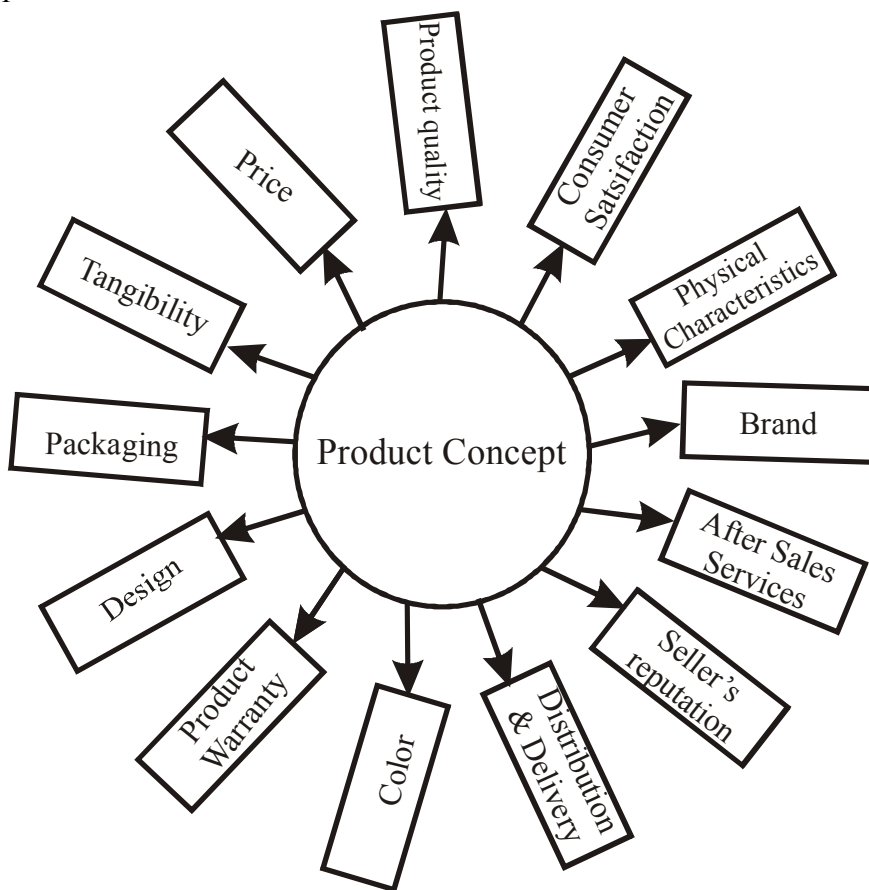 Product quality
Consumer
Satsifaction
Physical
Characteristics
Brand
After Sales
Services
Seller's
reputation
Distribution
& Delivery
Color
Product
Warranty
Design
Packaging
Tangibility
Price
Product Concept